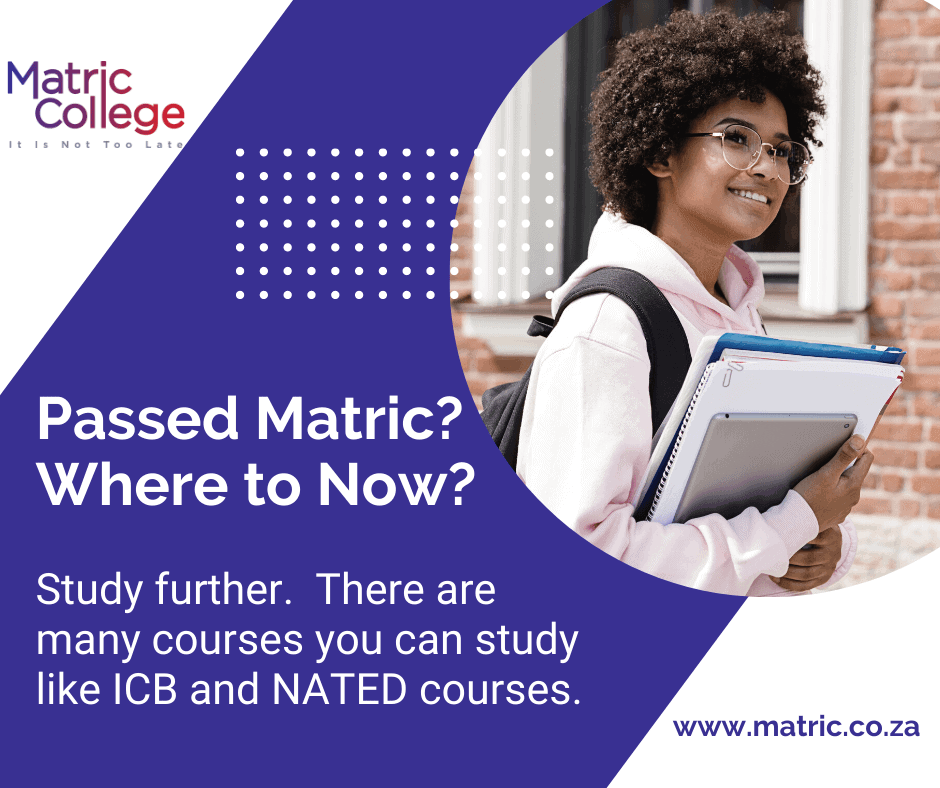 Matric
College
It Is Not Too Late
Passed Matric?
Where to Now?
Study further.  There are
many courses you can study
like ICB and NATED courses.
www.matric.co.za